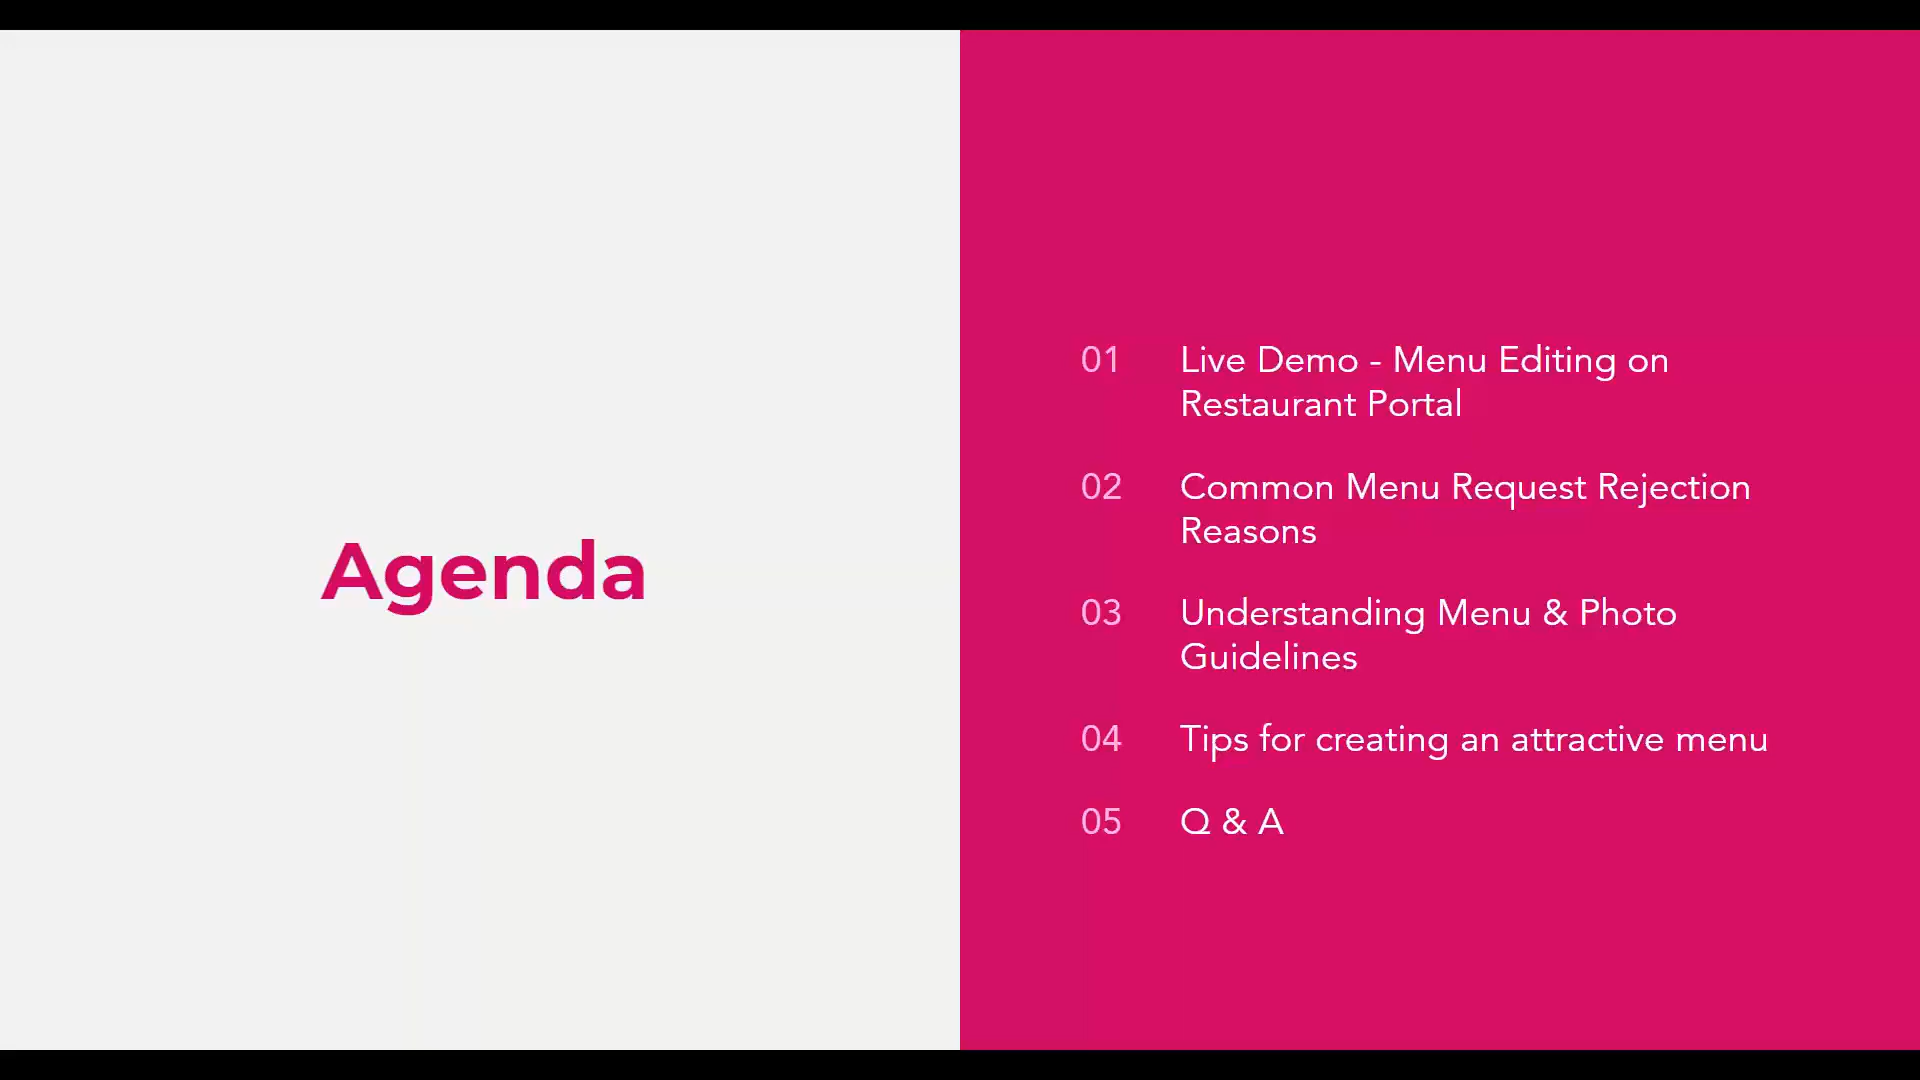 Agenda
01 Live Demo - Menu Editing on
Restaurant Portal
02 Common Menu Request Rejection
Reasons
03 Understanding Menu & Photo
Guidelines
04 Tips for creating an attractive menu
05 Q & A